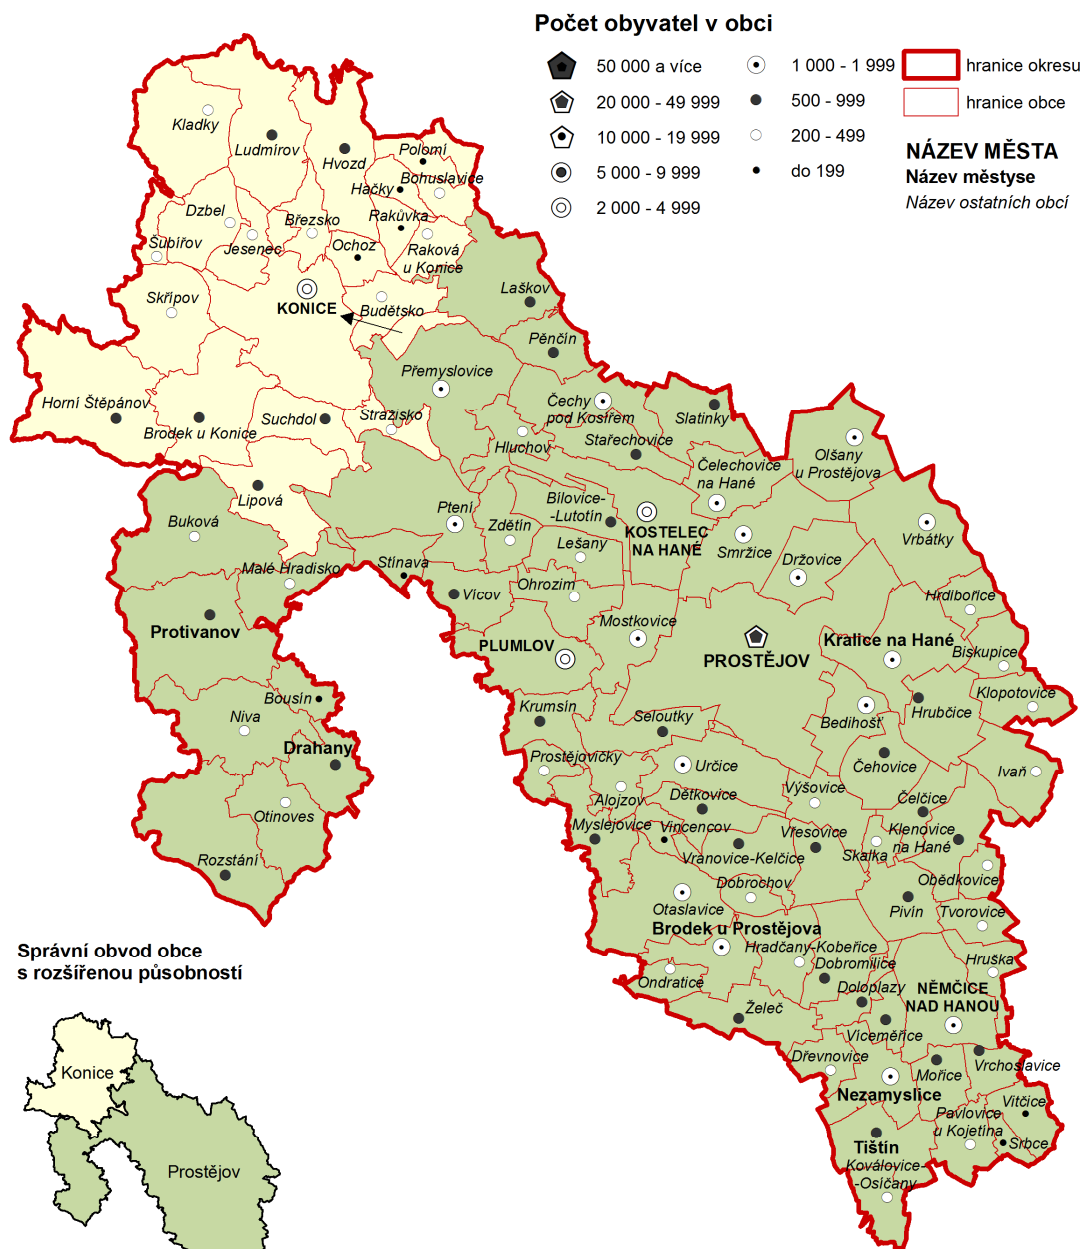 Počet obyvatel v obci
50 000 a více
20 000 - 49 999
10 000 - 19 999
5 000 - 9 999
2 000 - 4 999
1 000 - 1 999
500 - 999
200 - 499
do 199
hranice okresu
hranice obce
NÁZEV MĚSTA
Název městyse
Název ostatních obcí
Kladky
Ludmírov
Hvozd
Polomí
Hačky
Bohuslavice
Dzbel
Březsko
Rakůvka
Šubířov
Jesenec
Ochoz
Raková
u Konice
Skřípov
KONICE
Budětsko
Laškov
Pěnčín
Přemyslovice
Horní Štěpánov
Brodek u Konice
Suchdol
Stražisko
Čechy
pod Kosířem
Slatinky
Hluchov
Stařechovice
Olšany
u Prostějova
Čelechovice
na Hané
Lipová
Buková
Ptení
Zdětín
Bílovice-
-Lutotín
KOSTELEC
NA HANÉ
Smržice
Vrbátky
Lešany
Držovice
Malé Hradisko
Stínava
Vícov
Ohrozim
Hrdibořice
Protivanov
Mostkovice
PLUMLOV
PROSTĚJOV
Kralice na Hané
Biskupice
Bousín
Klopotovice
Niva
Krumsín
Seloutky
Bedihošť
Hrubčice
Drahany
Prostějovičky
Určice
Čehovice
Ivaň
Otinoves
Alojzov
Dětkovice
Výšovice
Čelčice
Myslejovice
Vincencov
Vřesovice
Klenovice
na Hané
Rozstání
Vranovice-Kelčice
Skalka
Dobrochov
Obědkovice
Otaslavice
Pivín
Tvorovice
Brodek u Prostějova
Hradčany-Kobeřice
Dobromilice
Hruška
Ondratice
Doloplazy
NĚMČICE
NAD HANOU
Želeč
Víceměřice
Dřevnovice
Mořice
Vrchoslavice
Nezamyslice
Vitčice
Pavlovice
u Kojetína
Srbce
Tištín
Koválovice-
-Osíčany
Správní obvod obce
s rozšířenou působností
Konice
Prostějov